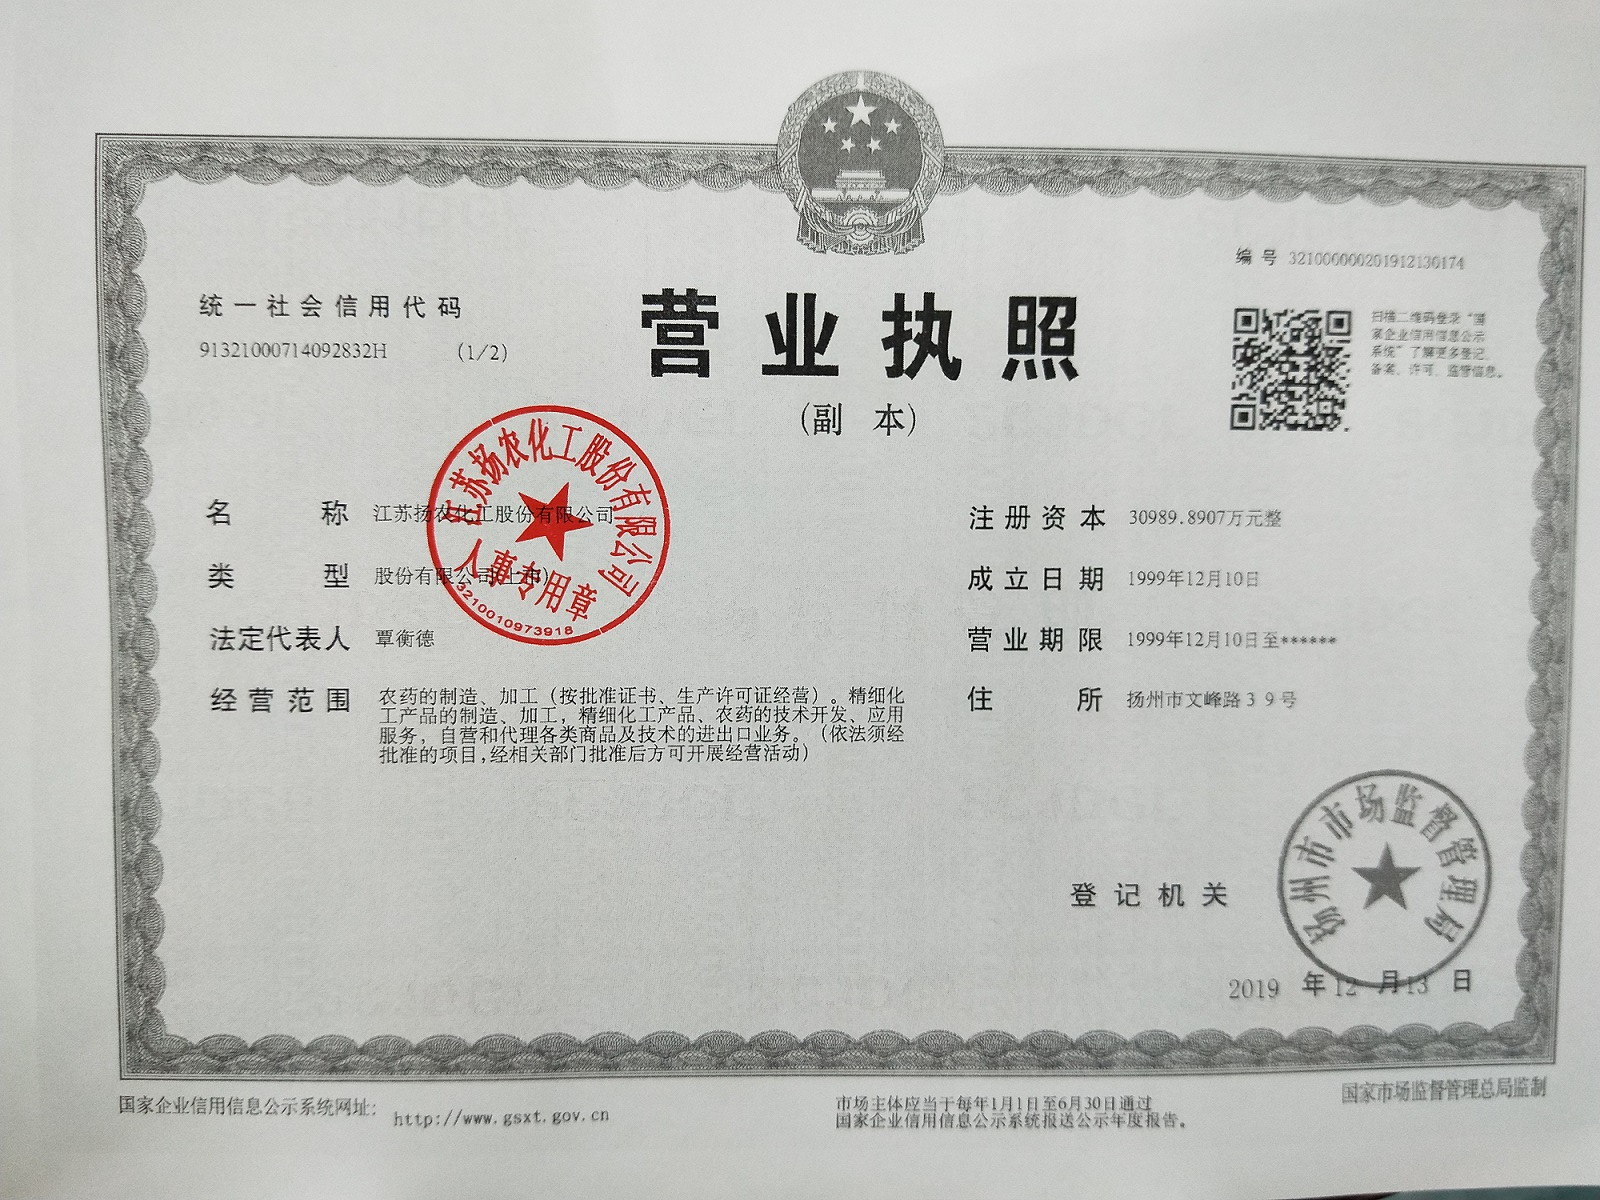 编号 321000000201912130174
统一社会信用代码
91321000714092832H (1/2)
营业执照
(副 本)
扫描二维码登录“国
家企业信用信息公示
系统”了解更多登记、
备案、许可、监管信息。
名称 江苏扬农化工股份有限公司
类型 股份有限公司(上市)
法定代表人 覃衡德
经营范围 农药的制造、加工（按批准证书、生产许可证经营）。精细化
工产品的制造、加工，精细化工产品、农药的技术开发、应用
服务，自营和代理各类商品及技术的进出口业务。（依法须经
批准的项目,经相关部门批准后方可开展经营活动）
注册资本 30989.8907万元整
成立日期 1999年12月10日
营业期限 1999年12月10日至******
住所 扬州市文峰路39号
江苏扬农化工股份有限公司
人事专用章
3210010973918
登记机关
扬州市市场监督管理局
2019 年 12 月 13 日
国家企业信用信息公示系统网址: http://www.gsxt.gov.cn
市场主体应当于每年1月1日至6月30日通过
国家企业信用信息公示系统报送公示年度报告。
国家市场监督管理总局监制